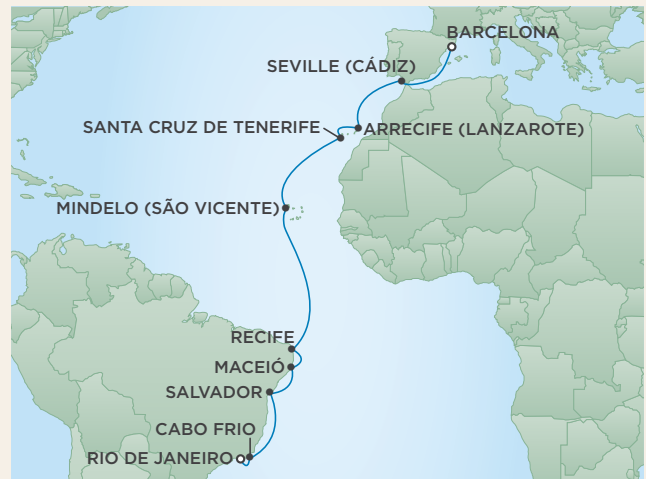 BARCELONA
SEVILLE (CÁDIZ)
SANTA CRUZ DE TENERIFE
ARRECIFE (LANZAROTE)
MINDELO (SÃO VICENTE)
RECIFE
MACEIÓ
SALVADOR
CABO FRIO
RIO DE JANEIRO